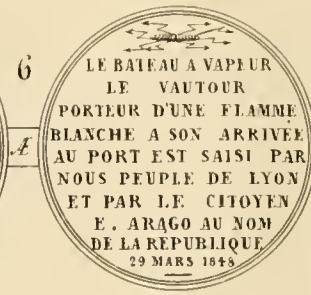 6
LE BATEAU A VAPEUR
LE VAUTOUR
PORTEUR D'UNE FLAMME
BLANCHE A SON ARRIVÉE
Æ
AU PORT EST SAISI PAR
NOUS PEUPLE DE LYON
ET PAR LE CITOYEN
E. ARAGO AU NOM
DE LA REPUBLIQUE
29 MARS 1848